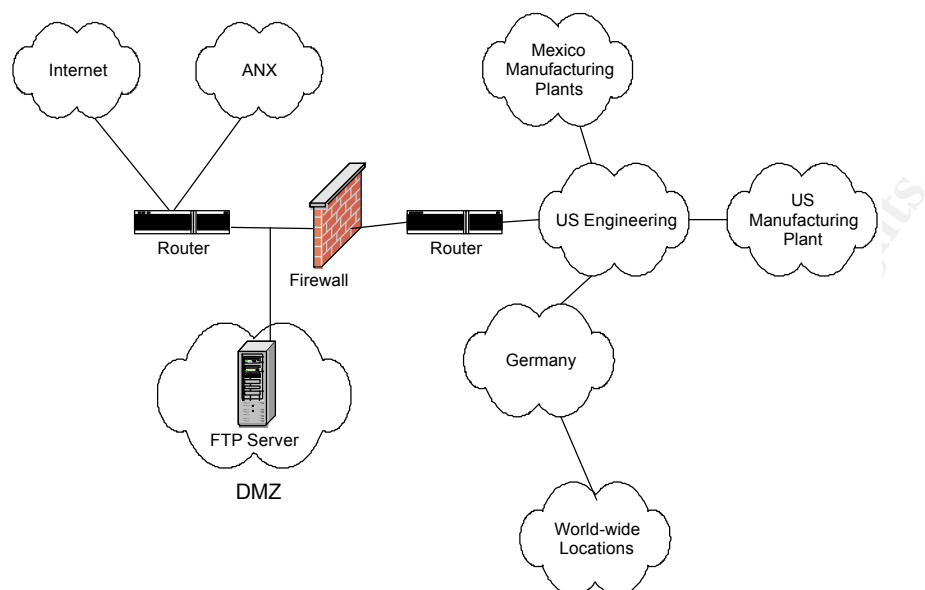 Internet
ANX
Mexico
Manufacturing
Plants
US Engineering
US
Manufacturing
Plant
Router
Firewall
Router
Germany
FTP Server
DMZ
World-wide
Locations